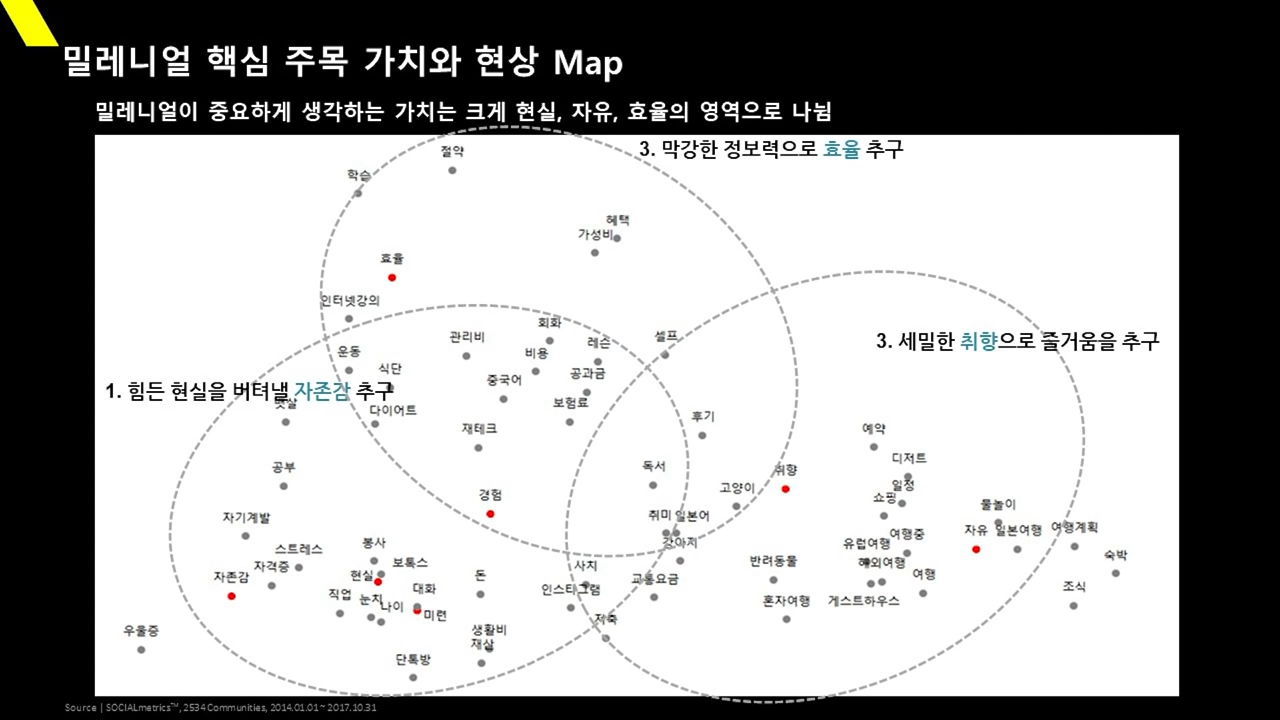 밀레니얼 핵심 주목 가치와 현상 Map
밀레니얼이 중요하게 생각하는 가치는 크게 현실, 자유, 효율의 영역으로 나뉨
3. 막강한 정보력으로 효율 추구
절약
학습
혜택
가성비
효율
인터넷강의
회화
관리비
셀프
레슨
3. 세밀한 취향으로 즐거움을 추구
운동
비용
식단
공과금
중국어
1. 힘든 현실을 버텨낼 자존감 추구
보험료
다이어트
후기
재테크
예약
디저트
공부
독서
취향
일정
고양이
경험
쇼핑
물놀이
자기계발
취미
일본어
자유
일본여행
여행계획
여행중
스트레스
봉사
강아지
유럽여행
숙박
보톡스
반려동물
해외여행
자격증
사치
자존감
현실
돈
교통요금
여행
대화
인스타그램
조식
직업
눈치
나이
혼자여행
게스트하우스
미련
저축
우울증
생활비
단톡방
Source | SOCIALmetrics™, 2534 Communities, 2014.01.01 ~ 2017.10.31